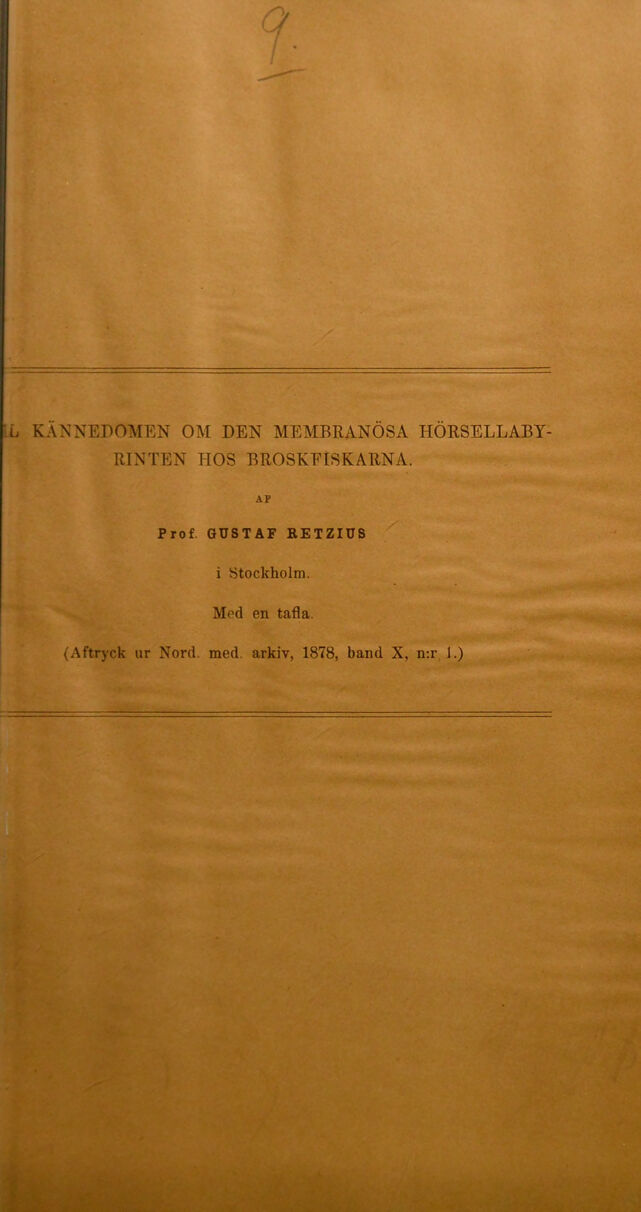 9.
KÄNNEDOMEN OM DEN MEMBRANÖSA HÖRSELLABY-
RINTEN HOS BROSKFISKARNA.
AF
Prof. GUSTAF RETZIUS
i Stockholm.
Med en tafla.
(Aftryck ur Nord. med. arkiv, 1878, band X, n:r 1.)